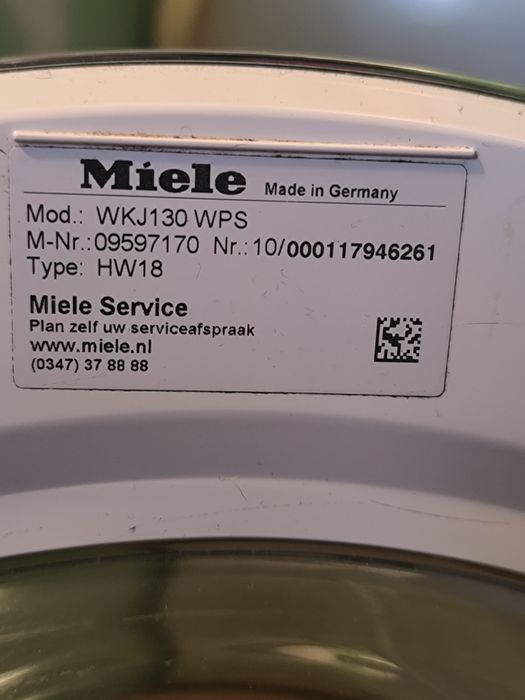 Miele Made in Germany
Mod.: WKJ130 WPS
M-Nr.:09597170 Nr.:10/000117946261
Type: HW18
Miele Service
Plan zelf uw serviceafspraak
www.miele.nl
(0347) 37 88 88